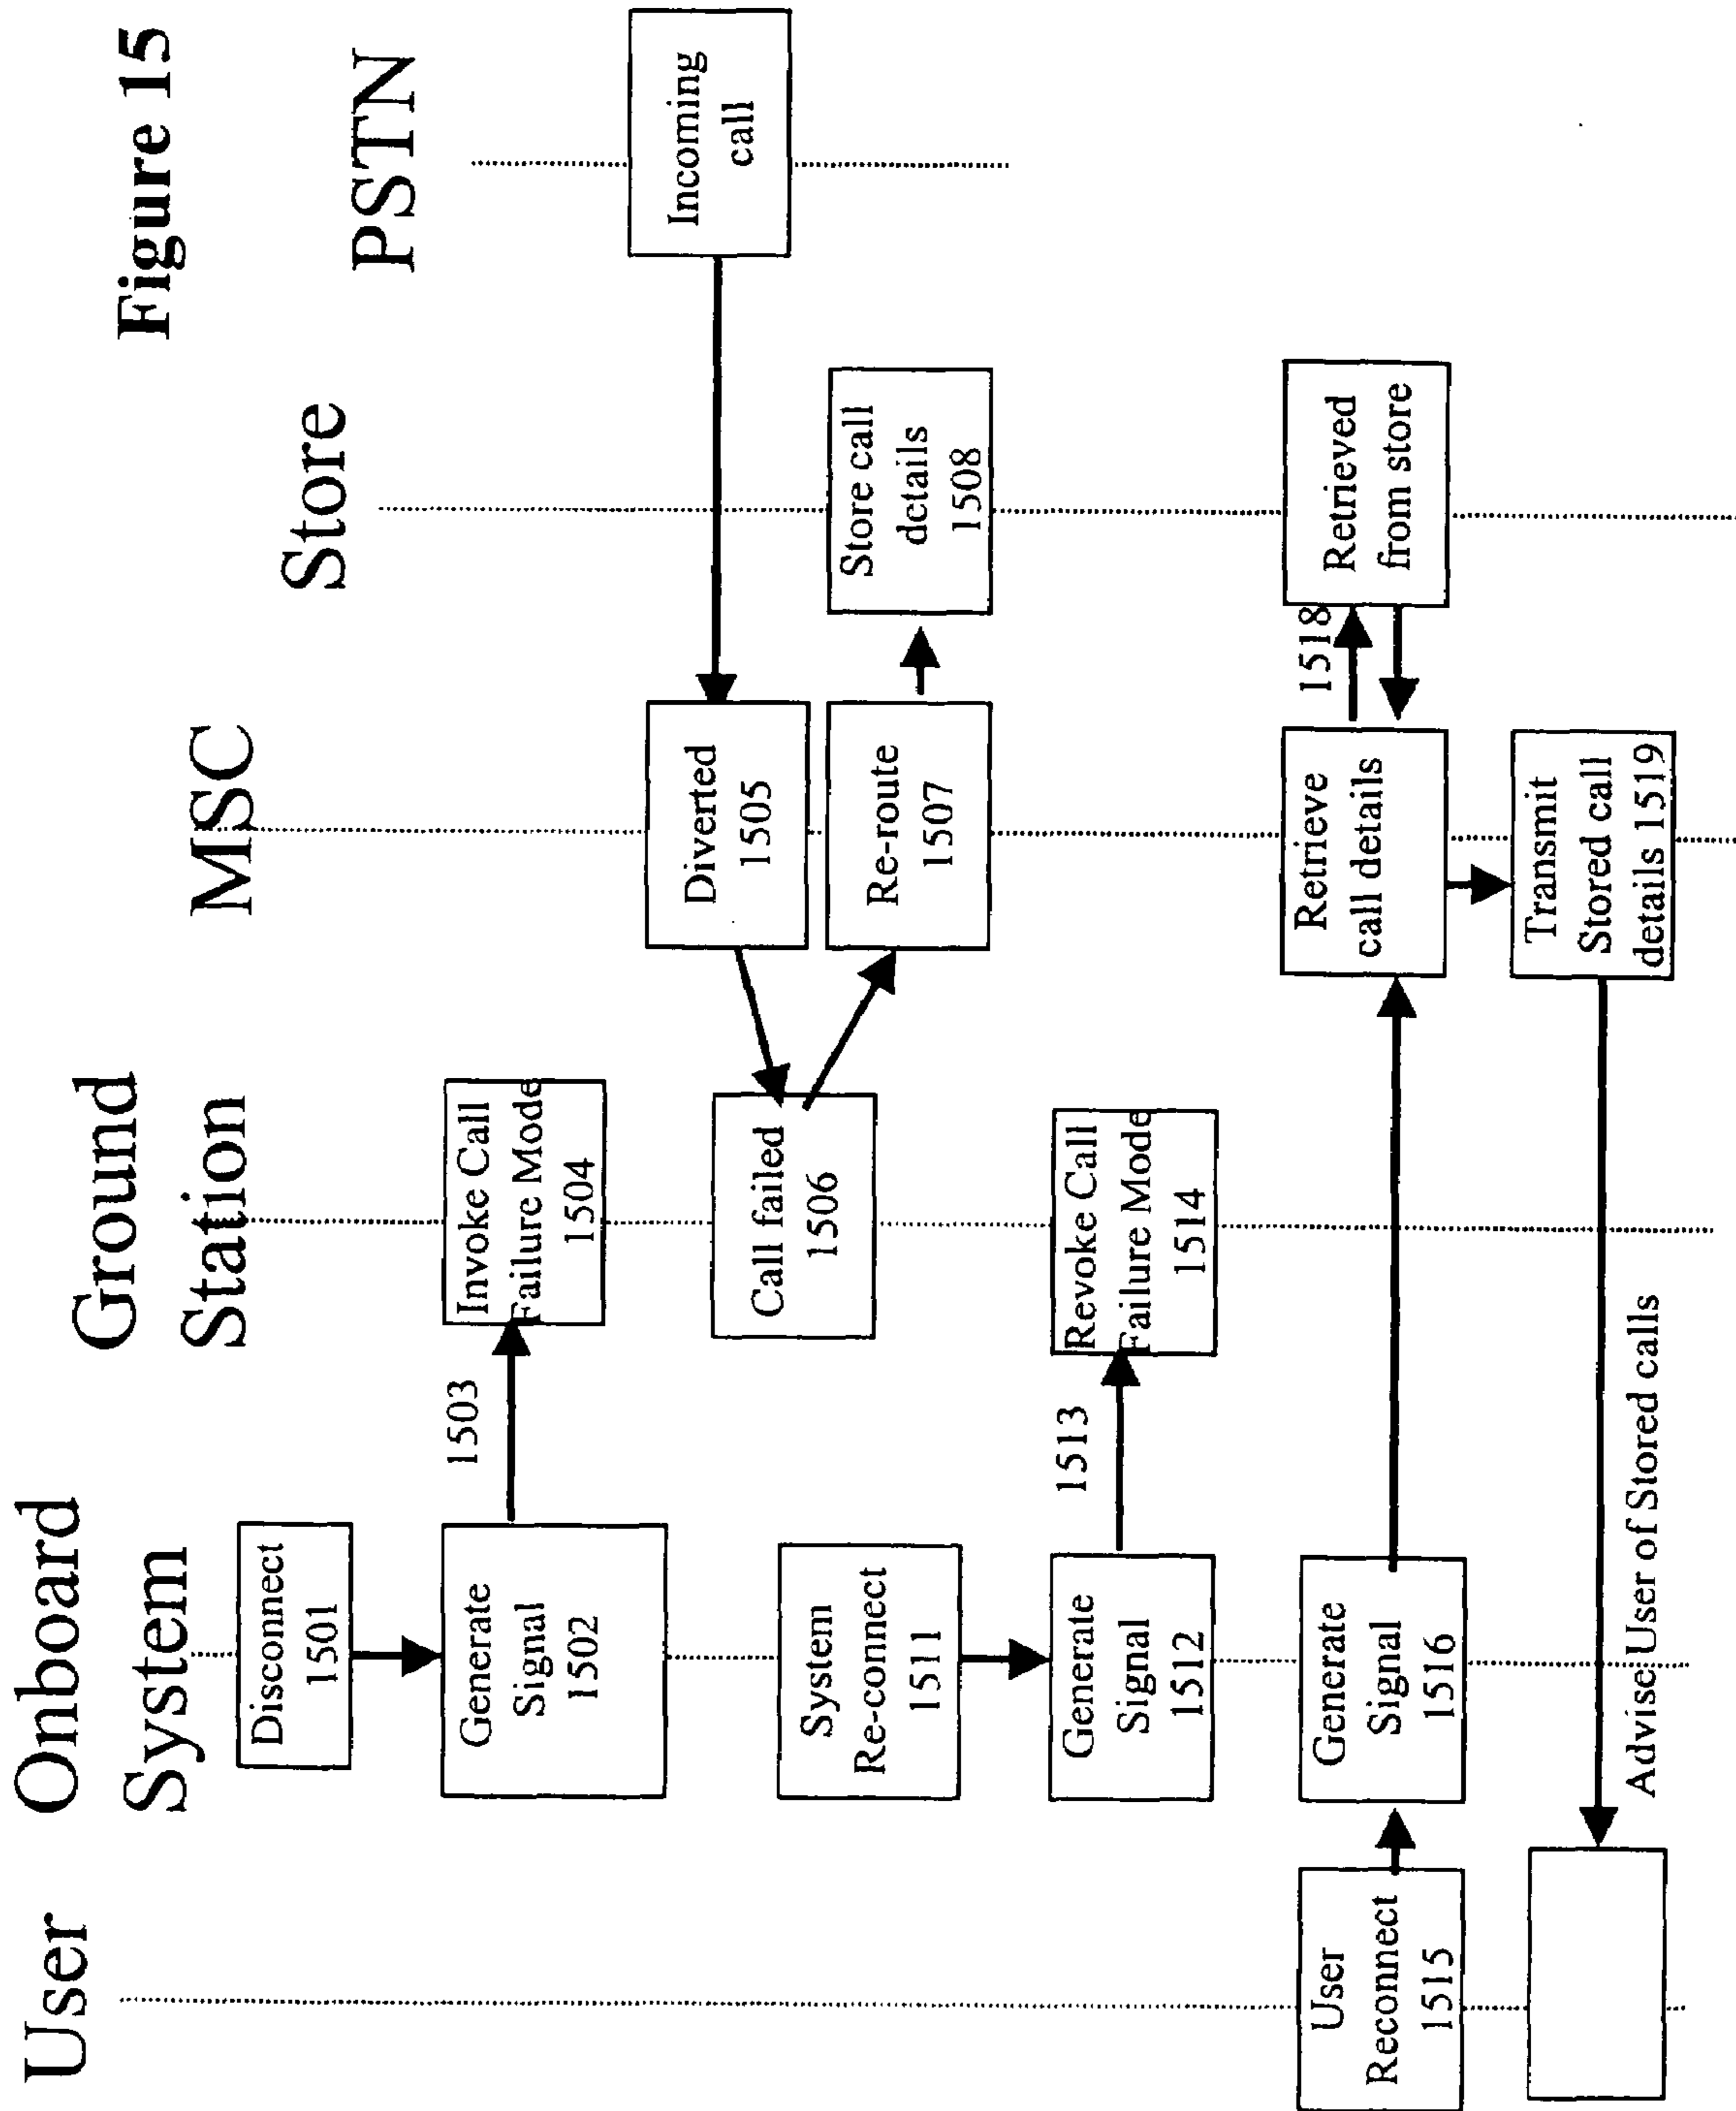 Figure 15
User
Onboard
System
Ground
Station
MSC
Store
PSTN
Disconnect
1501
Generate
Signal
1502
1503
Invoke Call
Failure Mode
1504
Incoming
call
Diverted
1505
Call failed
1506
Re-route
1507
Store call
details
1508
System
Re-connect
1511
Generate
Signal
1512
1513
Revoke Call
Failure Mode
1514
User
Reconnect
1515
Generate
Signal
1516
Retrieve
call details
1518
Retrieved
from store
Transmit
Stored call
details 1519
Advise User of Stored calls